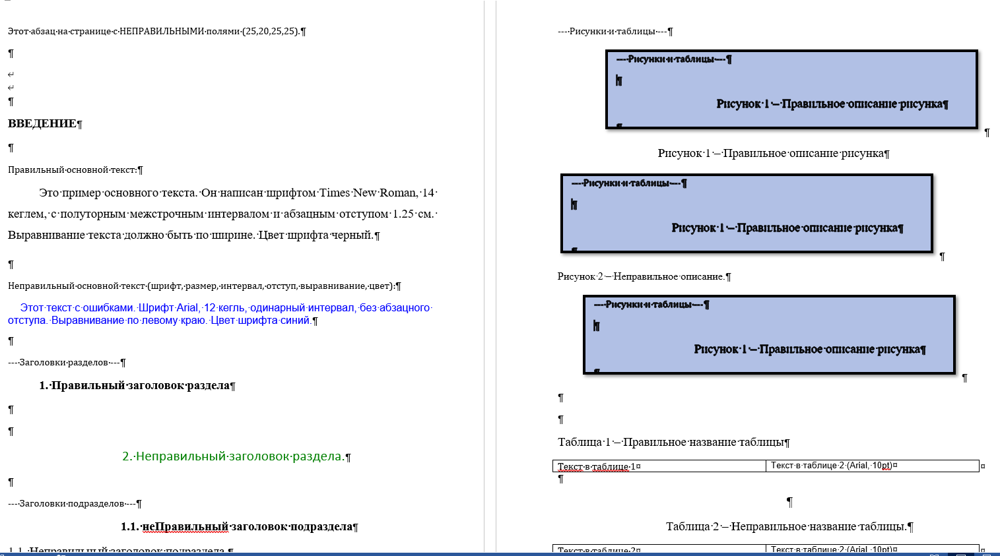 Этот абзац на странице с НЕПРАВИЛЬНЫМИ полями (25,20,25,25).¶
¶
↵
↵
¶
ВВЕДЕНИЕ¶
¶
Правильный основной текст:¶
Это пример основного текста. Он написан шрифтом Times New Roman, 14
кеглем, с полуторным межстрочным интервалом и абзацным отступом 1.25 см.
Выравнивание текста должно быть по ширине. Цвет шрифта черный.¶
¶
Неправильный основной текст (шрифт, размер, интервал, отступ, выравнивание, цвет):¶
Этот текст с ошибками. Шрифт Arial, 12 кегль, одинарный интервал, без абзацного
отступа. Выравнивание по левому краю. Цвет шрифта синий.¶
¶
--- Заголовки разделов ---¶
1. Правильный заголовок раздела¶
¶
¶
2. Неправильный заголовок раздела.¶
¶
--- Заголовки подразделов ---¶
1.1. неПравильный заголовок подраздела¶
1.1. Неправильный заголовок подраздела.¶
--- Рисунки и таблицы ---¶
--- Рисунки и таблицы ---¶
¶
Рисунок 1 – Правильное описание рисунка¶
¶
¶
Рисунок 1 – Правильное описание рисунка¶
--- Рисунки и таблицы ---¶
¶
Рисунок 1 – Правильное описание рисунка¶
¶
¶
Рисунок 2 – Неправильное описание.¶
--- Рисунки и таблицы ---¶
¶
Рисунок 1 – Правильное описание рисунка¶
¶
¶
¶
¶
Таблица 1 – Правильное название таблицы¶
Текст в таблице 1¤ Текст в таблице 2 (Arial, 10pt)¤ ¤
¶
¶
Таблица 2 – Неправильное название таблицы.¶
Текст в таблице 2¤ Текст в таблице 2 (Arial, 10pt)¤ ¤